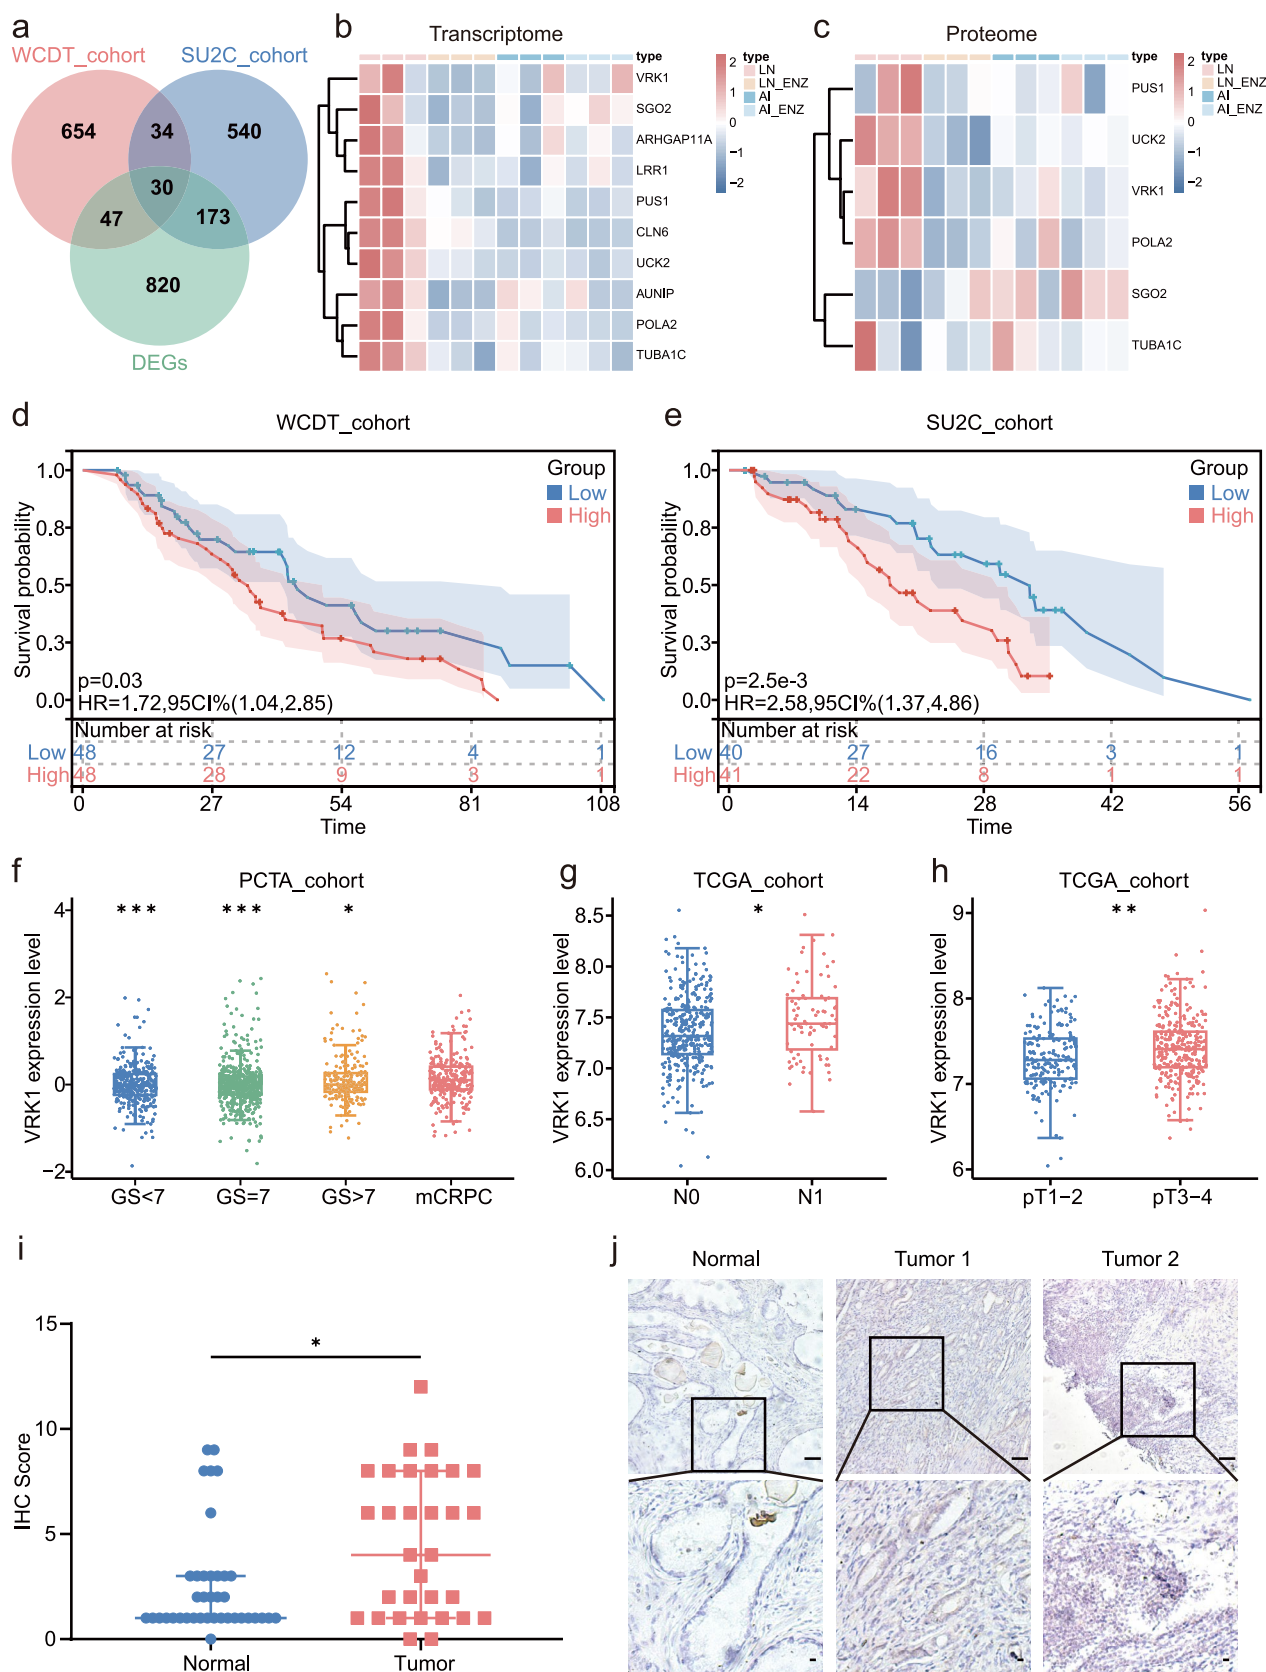 a
WCDT_cohort
SU2C_cohort
654
34
540
30
47
173
820
DEGs
b
Transcriptome
type
VRK1
SGO2
ARHGAP11A
LRR1
PUS1
CLN6
UCK2
AUNIP
POLA2
TUBA1C
2
1
0
−1
−2
type
LN
LN_ENZ
AI
AI_ENZ
c
Proteome
type
PUS1
UCK2
VRK1
POLA2
SGO2
TUBA1C
2
1
0
−1
−2
type
LN
LN_ENZ
AI
AI_ENZ
d
WCDT_cohort
Survival probability
1.0
0.8
0.5
0.3
0.0
Group
Low
High
p=0.03
HR=1.72,95CI%(1.04,2.85)
Number at risk
Low 48 27 12 4 1
High 48 28 9 3 1
0 27 54 81 108
Time
e
SU2C_cohort
Survival probability
1.0
0.8
0.5
0.3
0.0
Group
Low
High
p=2.5e-3
HR=2.58,95CI%(1.37,4.86)
Number at risk
Low 40 27 16 3 1
High 41 22 8 1 1
0 14 28 42 56
Time
f
PCTA_cohort
VRK1 expression level
4
2
0
−2
*** *** *
GS<7 GS=7 GS>7 mCRPC
g
TCGA_cohort
VRK1 expression level
8.5
8.0
7.5
7.0
6.5
6.0
*
N0 N1
h
TCGA_cohort
VRK1 expression level
9
8
7
6
**
pT1−2 pT3−4
i
IHC Score
15
10
5
0
*
Normal Tumor
j
Normal Tumor 1 Tumor 2